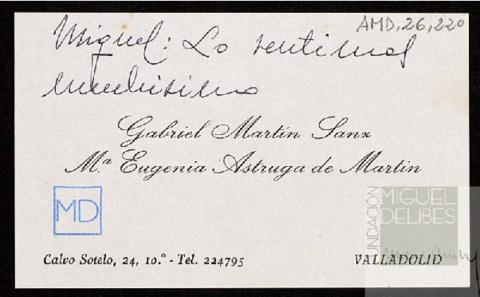 AMD,26,220
Miguel: Lo sentimos
muchísimo
Gabriel Martín Sanz
Mª Eugenia Astruga de Martín
MD
FUNDACIÓN
MIGUEL
DELIBES
Calvo Sotelo, 24, 10.º - Tel. 224795
VALLADOLID